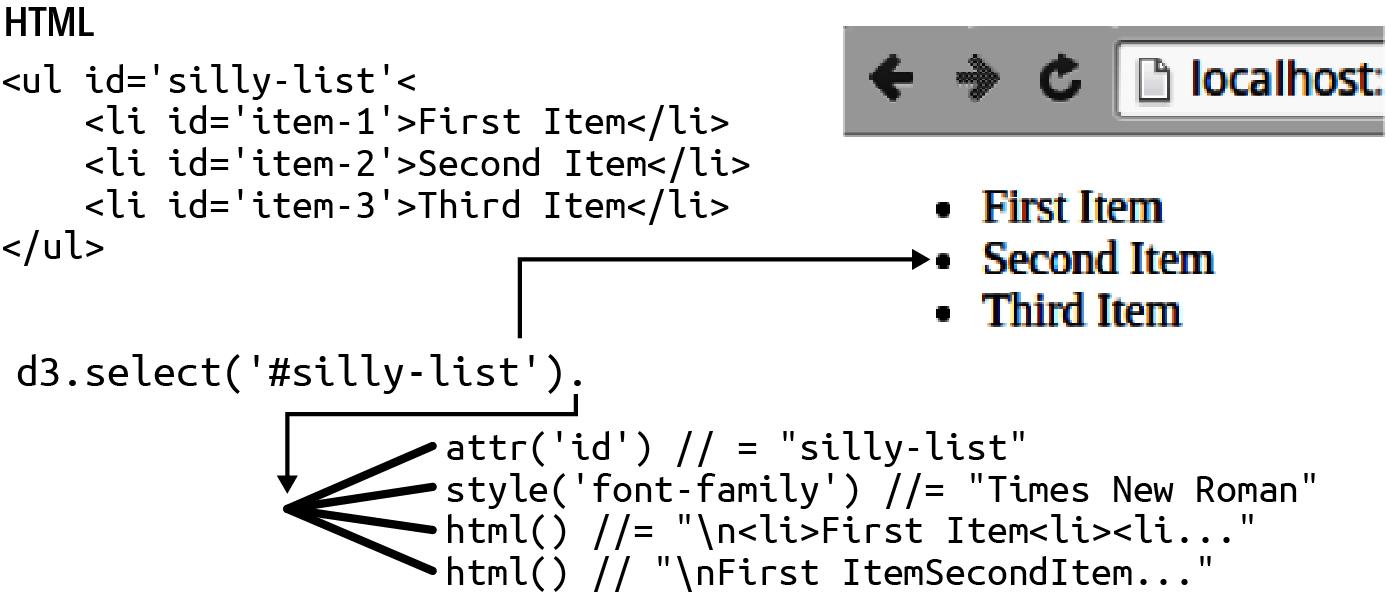 HTML
<ul id='silly-list'<
    <li id='item-1'>First Item</li>
    <li id='item-2'>Second Item</li>
    <li id='item-3'>Third Item</li>
</ul>
localhost:
• First Item
• Second Item
• Third Item
d3.select('#silly-list').
attr('id') // = "silly-list"
style('font-family') //= "Times New Roman"
html() //= "\n<li>First Item<li><li..."
html() // "\nFirst ItemSecondItem..."